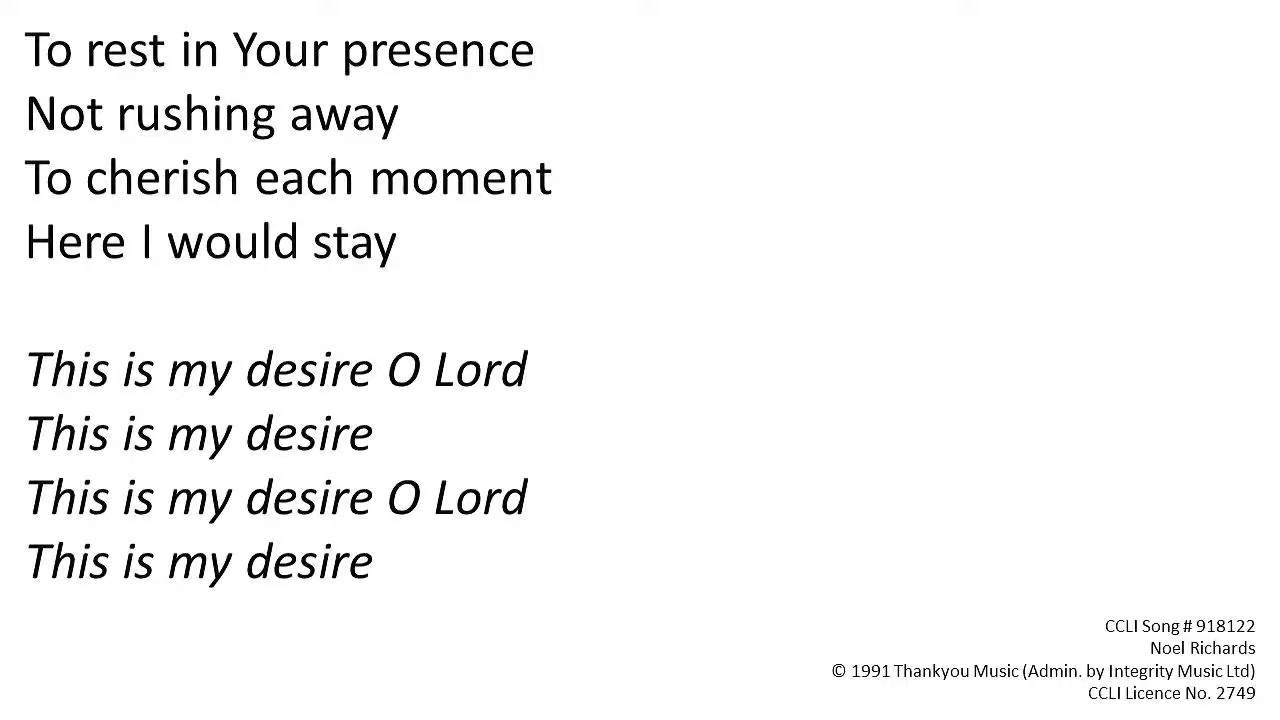 To rest in Your presence
Not rushing away
To cherish each moment
Here I would stay
This is my desire O Lord
This is my desire
This is my desire O Lord
This is my desire
CCLI Song # 918122
Noel Richards
© 1991 Thankyou Music (Admin. by Integrity Music Ltd)
CCLI Licence No. 2749